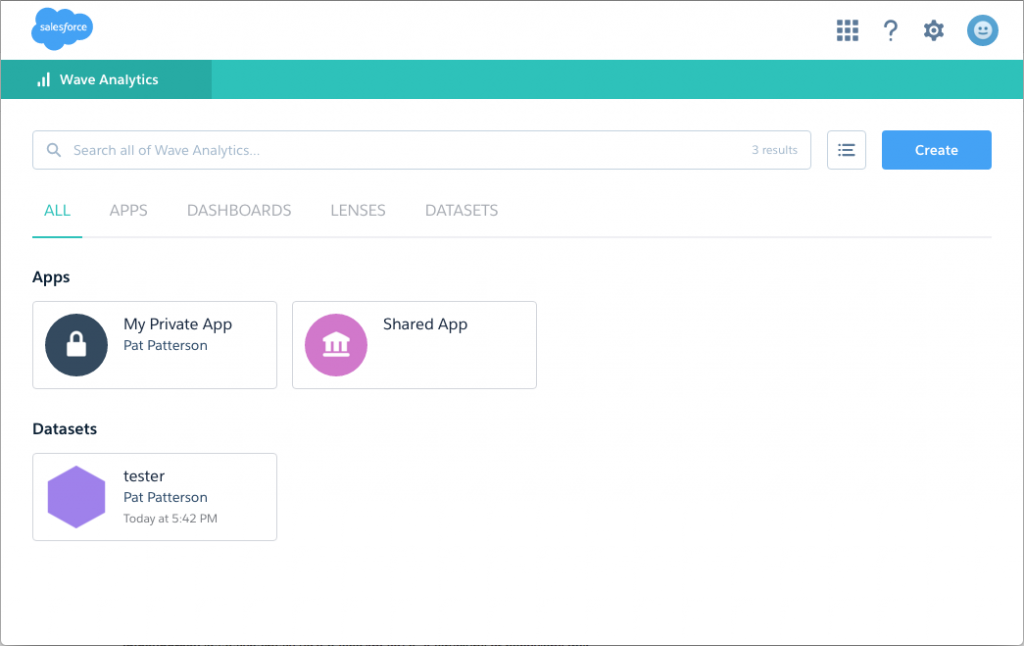 salesforce
?
Wave Analytics
Search all of Wave Analytics...
3 results
Create
ALL
APPS
DASHBOARDS
LENSES
DATASETS
Apps
My Private App
Pat Patterson
Shared App
Datasets
tester
Pat Patterson
Today at 5:42 PM